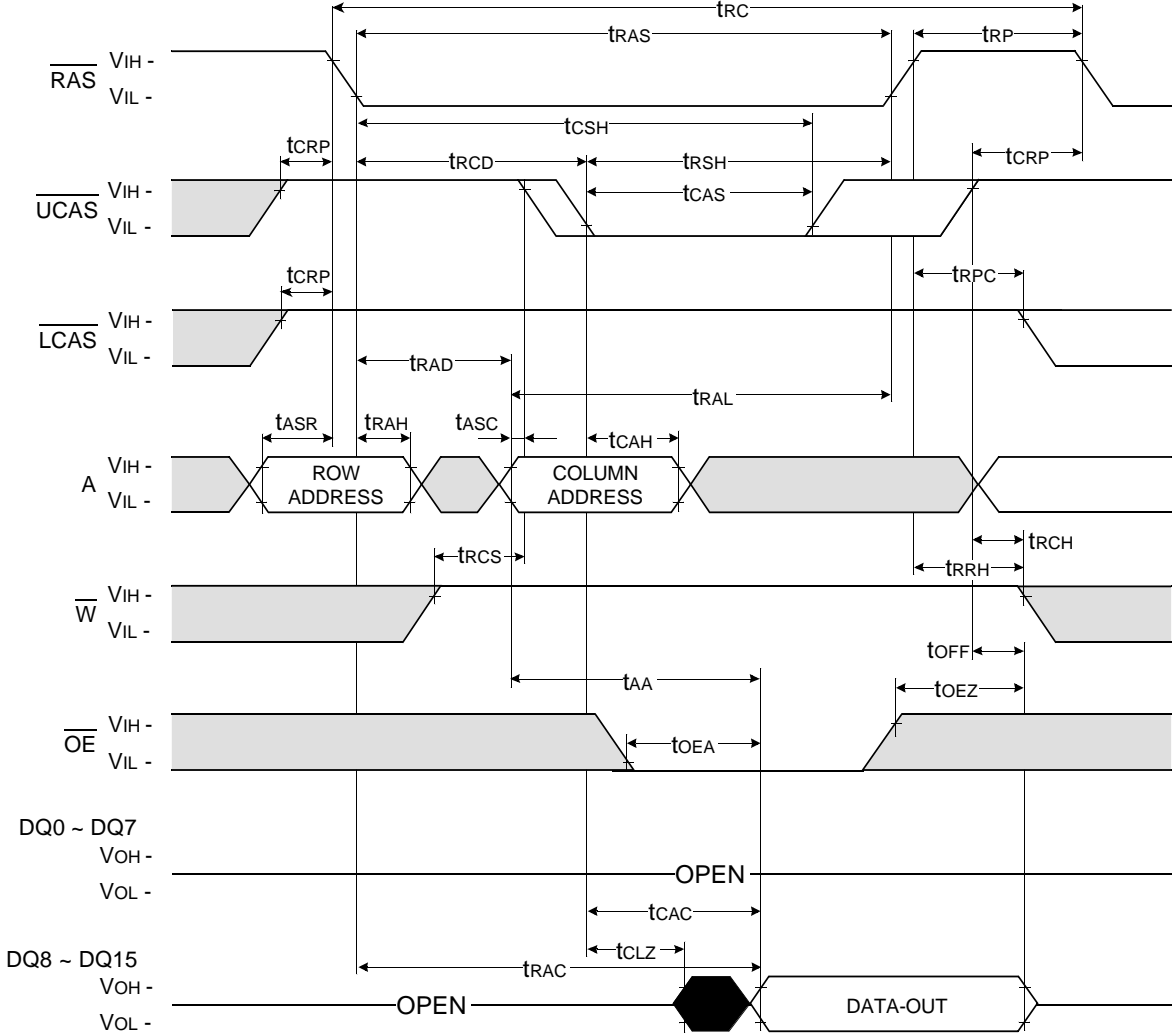 tRC
tRAS tRP
RAS VIH -
VIL -
tCSH
tCRP tRCD tRSH tCRP
UCAS VIH -
tCAS
VIL -
tCRP tRPC
LCAS VIH -
VIL -
tRAD
tRAL
tASR tRAH tASC tCAH
A VIH -
VIL -
ROW
ADDRESS
COLUMN
ADDRESS
tRCS tRCH
tRRH
W VIH -
VIL -
tOFF
tAA tOEZ
OE VIH -
VIL -
tOEA
DQ0 ~ DQ7
VOH -
VOL -
OPEN
tCAC
tCLZ
DQ8 ~ DQ15
tRAC
VOH -
VOL -
OPEN DATA-OUT